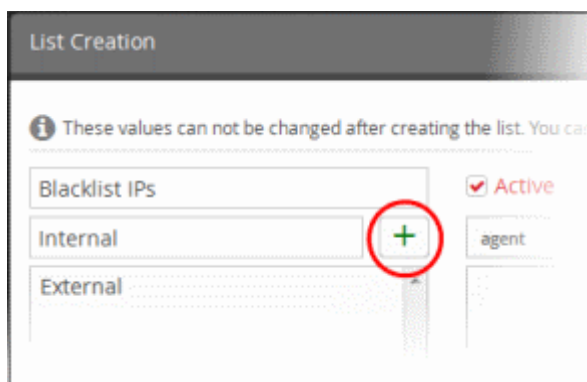 List Creation
These values can not be changed after creating the list. You
Blacklist IPs
Active
Internal
+
agent
External